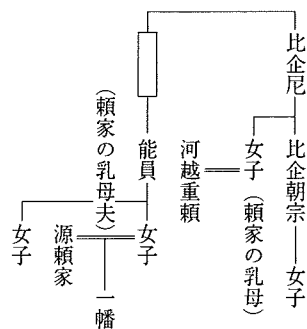 比企尼
比企朝宗
女子
女子（頼家の乳母）
河越重頼
能員
（頼家の乳母夫）
女子
源頼家
一幡
女子